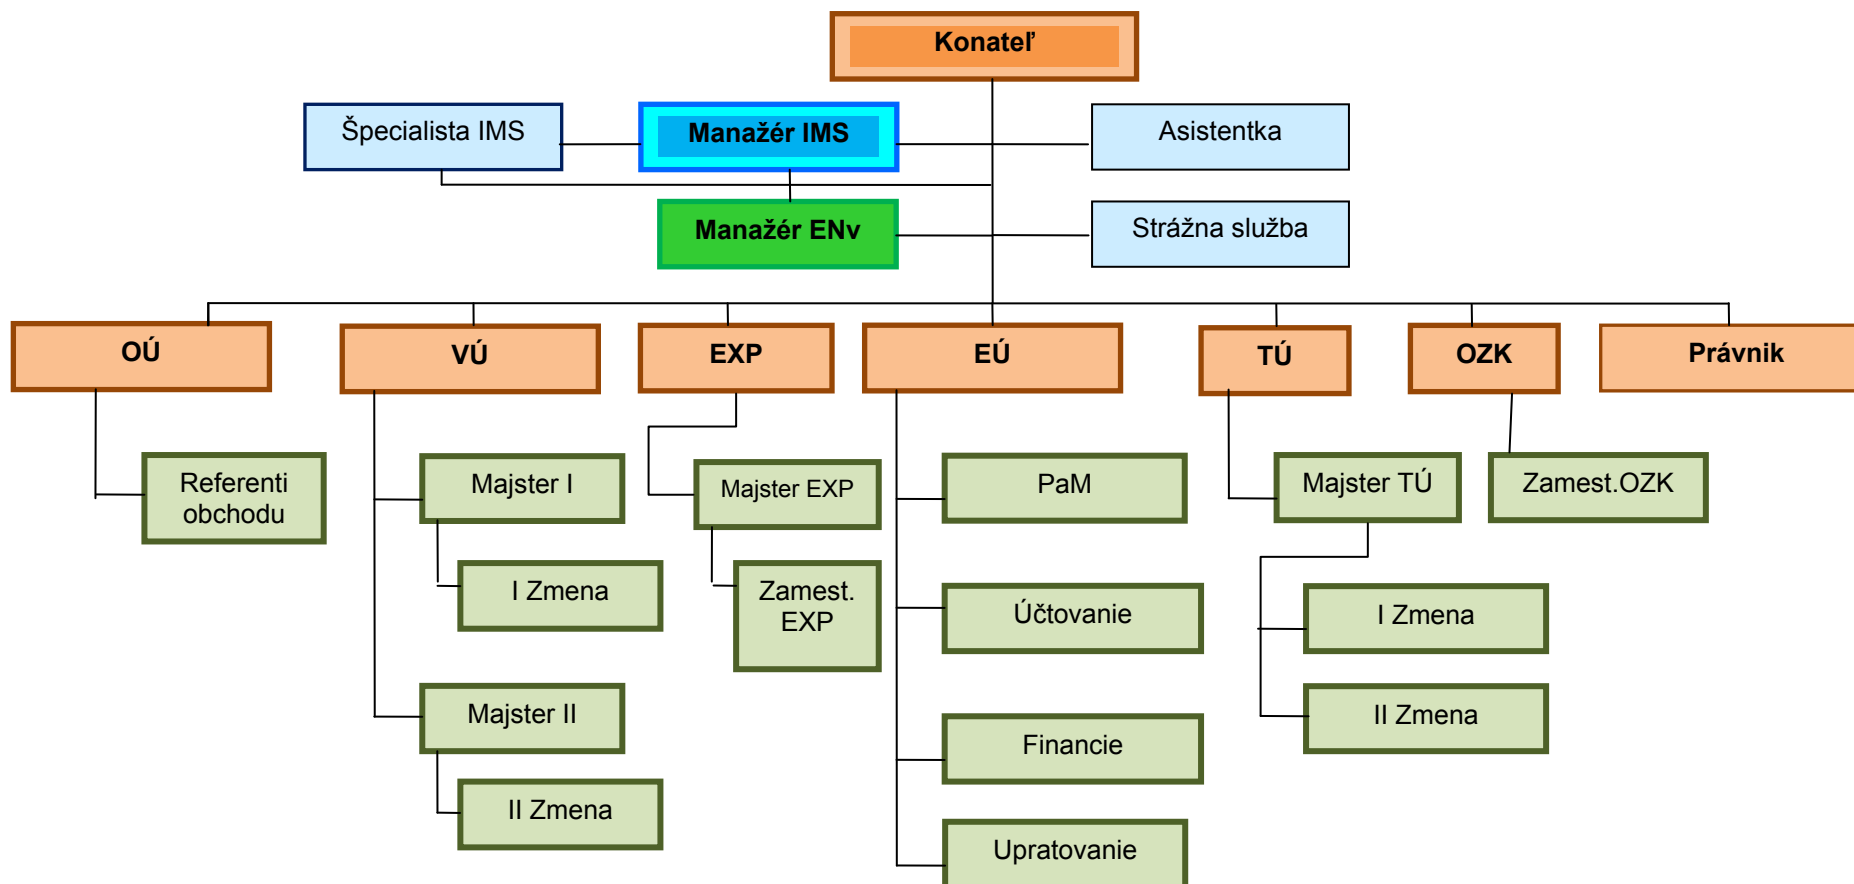 Konateľ
Špecialista IMS
Manažér IMS
Asistentka
Manažér ENv
Strážna služba
OÚ
VÚ
EXP
EÚ
TÚ
OZK
Právnik
Referenti
obchodu
Majster I
Majster EXP
PaM
Majster TÚ
Zamest.OZK
I Zmena
Zamest.
EXP
Účtovanie
I Zmena
Majster II
Financie
II Zmena
II Zmena
Upratovanie